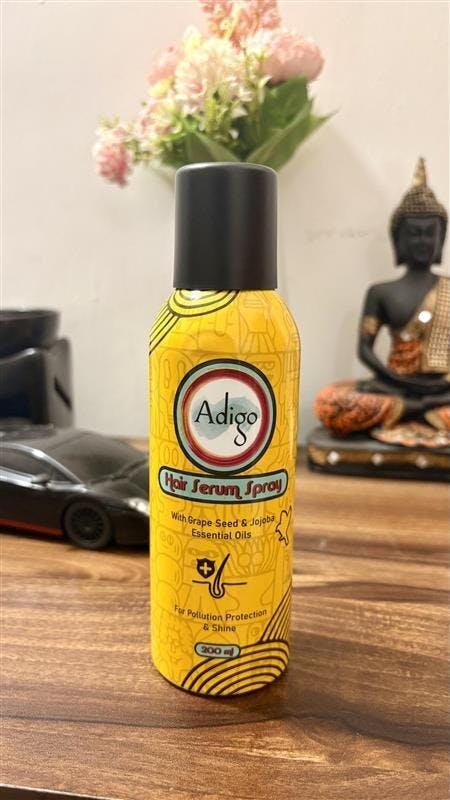 Adigo
Hair Serum Spray
With Grape Seed & Jojoba
Essential Oils
For Pollution Protection
& Shine
200 ml